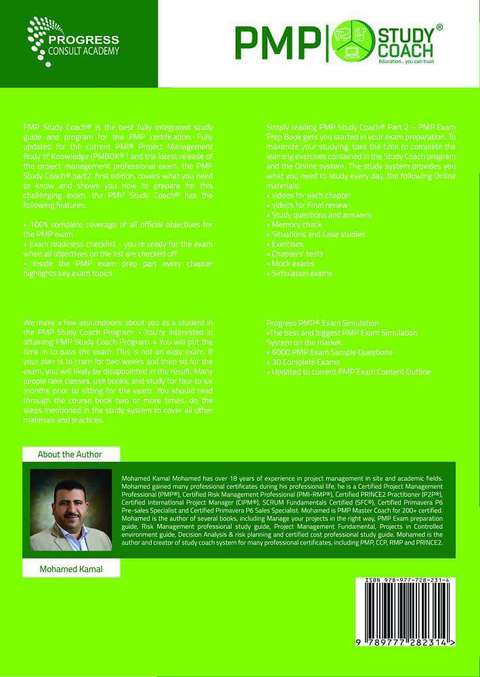 PROGRESS
CONSULT ACADEMY
PMP
STUDY
COACH
®
Education... you can trust
PMP Study Coach® is the best fully integrated study
guide and program for the PMP certification. Fully
updated for the current PMP® Project Management
Body of Knowledge (PMBOK® ) and the latest release of
the project management professional exam, the PMP
Study Coach® part2, first edition, covers what you need
to know and shows you how to prepare for this
challenging exam, the PMP Study Coach® has the
following features:
• 100% complete coverage of all official objectives for
the PMP exam
• Exam readiness checklist - you're ready for the exam
when all objectives on the list are checked off
• Inside the PMP exam prep part every chapter
highlights key exam topics
Simply Reading PMP Study Coach® Part 2 – PMP Exam
Prep Book gets you started in your exam preparation. To
maximize your studying, take the time to complete the
learning exercises contained in the Study Coach program
and the Online system. The study system provides you
what you need to study every day, the following Online
materials:
• videos for each chapter
• videos for Final review
• Study questions and answers
• Memory check
• Situations and Case studies
• Exercises
• Chapters' tests
• Mock exams
• Simulation exams
We make a few assumptions about you as a student in
the PMP Study Coach Program: • You're interested in
attaining PMP Study Coach Program. • You will put the
time in to pass the exam. This is not an easy exam. If
your plan is to cram for two weeks and then sit for the
exam, you will likely be disappointed in the result. Many
people take classes, use books, and study for four to six
months prior to sitting for the exam. You should read
through the course book two or more times, do the
steps mentioned in the study system to cover all other
materials and practices.
Progress PMP® Exam Simulation
•The best and biggest PMP Exam Simulation
System on the market.
• 6000 PMP Exam Sample Questions
• 30 Complete Exams
• Updated to current PMP Exam Content Outline
About the Author
Mohamed Kamal Mohamed has over 18 years of experience in project management in site and academic fields.
Mohamed gained many professional certificates during his professional life, he is a Certified Project Management
Professional (PMP®), Certified Risk Management Professional (PMI-RMP®), Certified PRINCE2 Practitioner (P2P®),
Certified International Project Manager (CIPM®), SCRUM Fundamentals Certified (SFC®), Certified Primavera P6
Pre-sales Specialist and Certified Primavera P6 Sales Specialist. Mohamed is PMP Master Coach for 200+ certified.
Mohamed is the author of several books, including Manage your projects in the right way, PMP Exam preparation
guide, Risk Management professional study guide, Project Management Fundamental, Projects in Controlled
environment guide, Decision Analysis & risk planning and certified cost professional study guide. Mohamed is the
author and creator of study coach system for many professional certificates, including PMP, CCP, RMP and PRINCE2.
Mohamed Kamal
ISBN 978-977-728-231-4
9 789777 282314 >